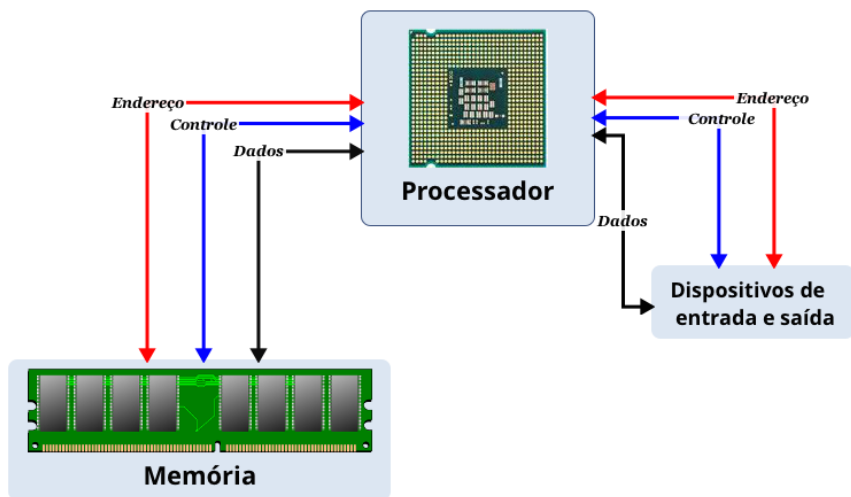 Endereço
Controle
Dados
Processador
Endereço
Controle
Dados
Dispositivos de
entrada e saída
Memória